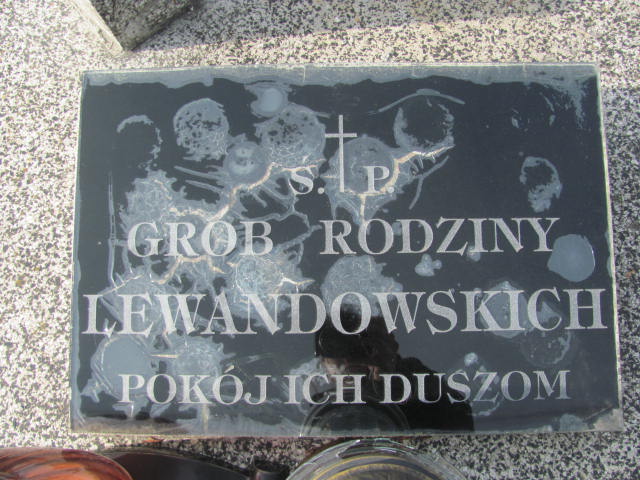 S. P.
GRÓB RODZINY
LEWANDOWSKICH
POKÓJ ICH DUSZOM